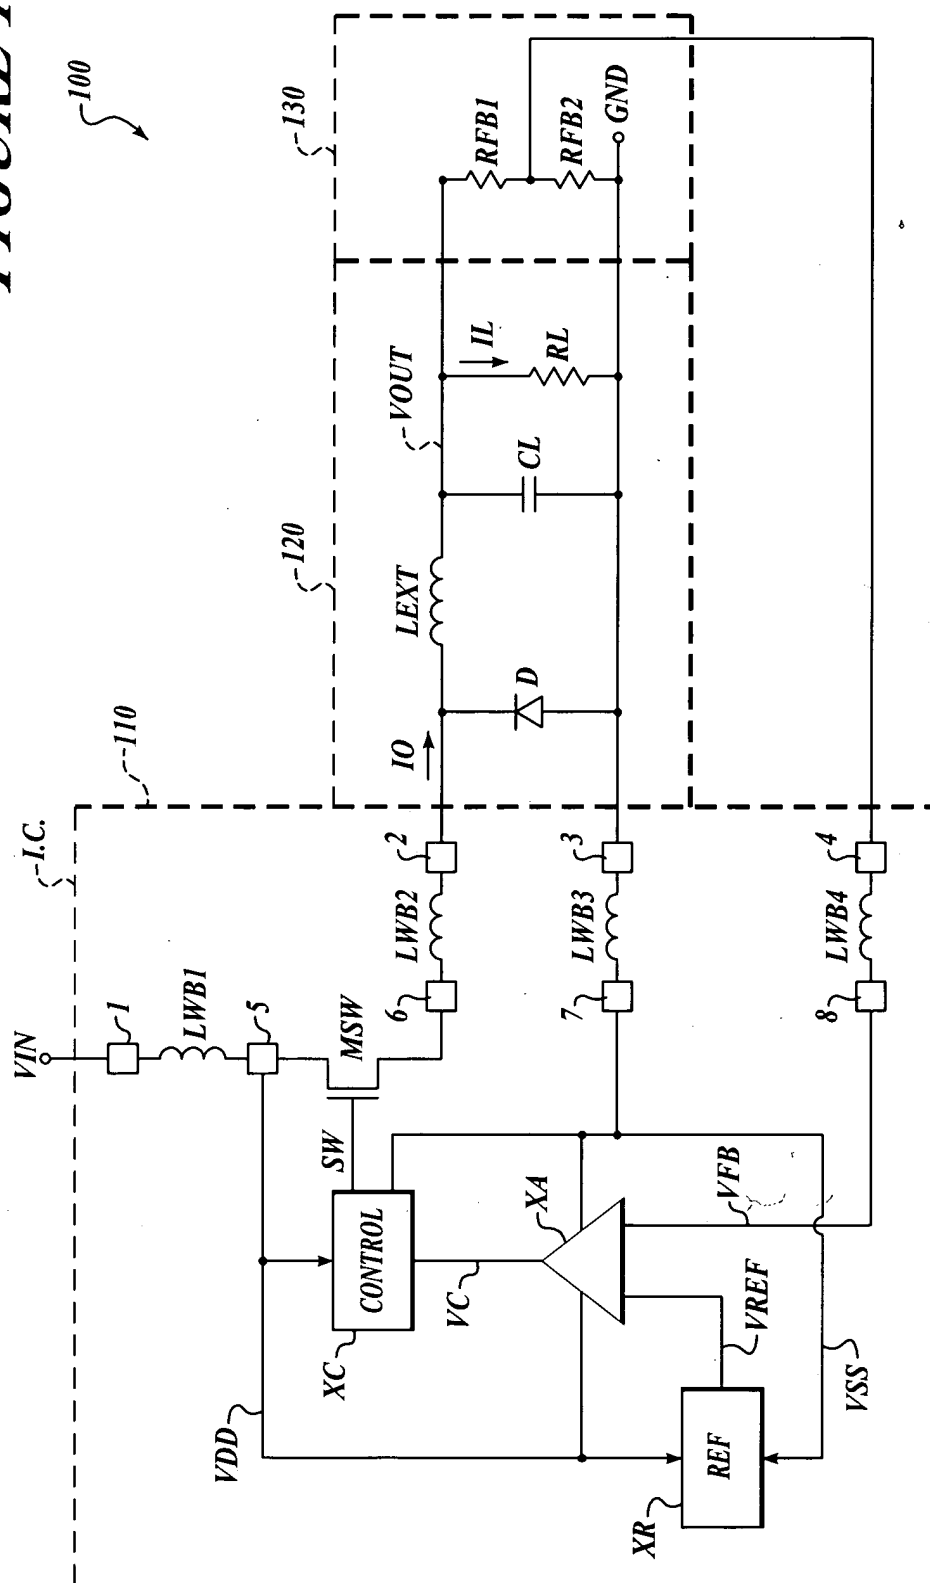 100
130
RFB1
RFB2
GND
120
VOUT
IL
RL
CL
LEXT
D
IO
110
I.C.
VIN
1
LWB1
5
MSW
SW
2
LWB2
6
3
LWB3
7
4
LWB4
8
CONTROL
XC
VC
XA
VFB
VREF
VDD
REF
XR
VSS